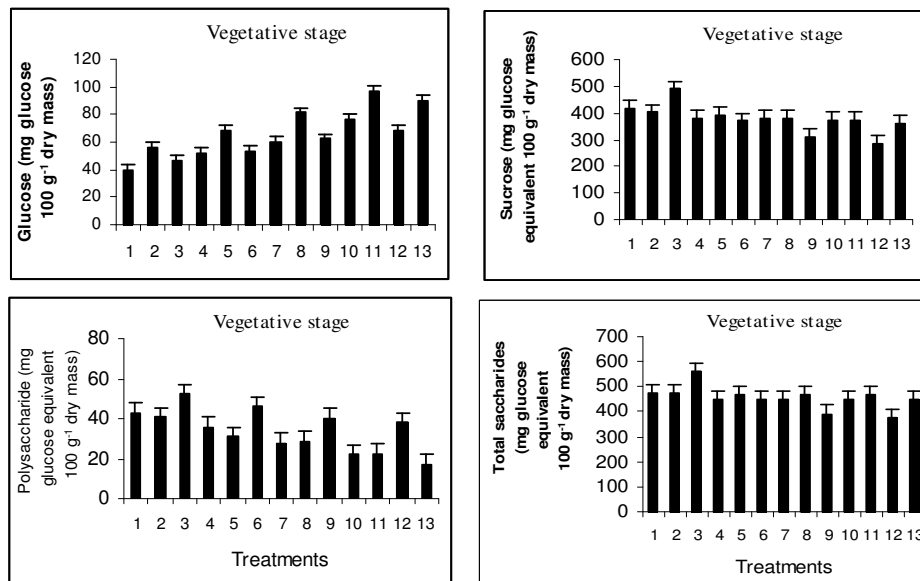 Vegetative stage
Glucose (mg glucose
100 g⁻¹ dry mass)
120
100
80
60
40
20
0
1 2 3 4 5 6 7 8 9 10 11 12 13
Vegetative stage
Sucrose (mg glucose
equivalent 100 g⁻¹ dry mass)
600
500
400
300
200
100
0
1 2 3 4 5 6 7 8 9 10 11 12 13
Vegetative stage
Polysaccharide (mg
glucose equivalent
100 g⁻¹ dry mass)
80
60
40
20
0
1 2 3 4 5 6 7 8 9 10 11 12 13
Treatments
Vegetative stage
Total saccharides
(mg glucose
equivalent
100 g⁻¹ dry mass)
700
600
500
400
300
200
100
0
1 2 3 4 5 6 7 8 9 10 11 12 13
Treatments